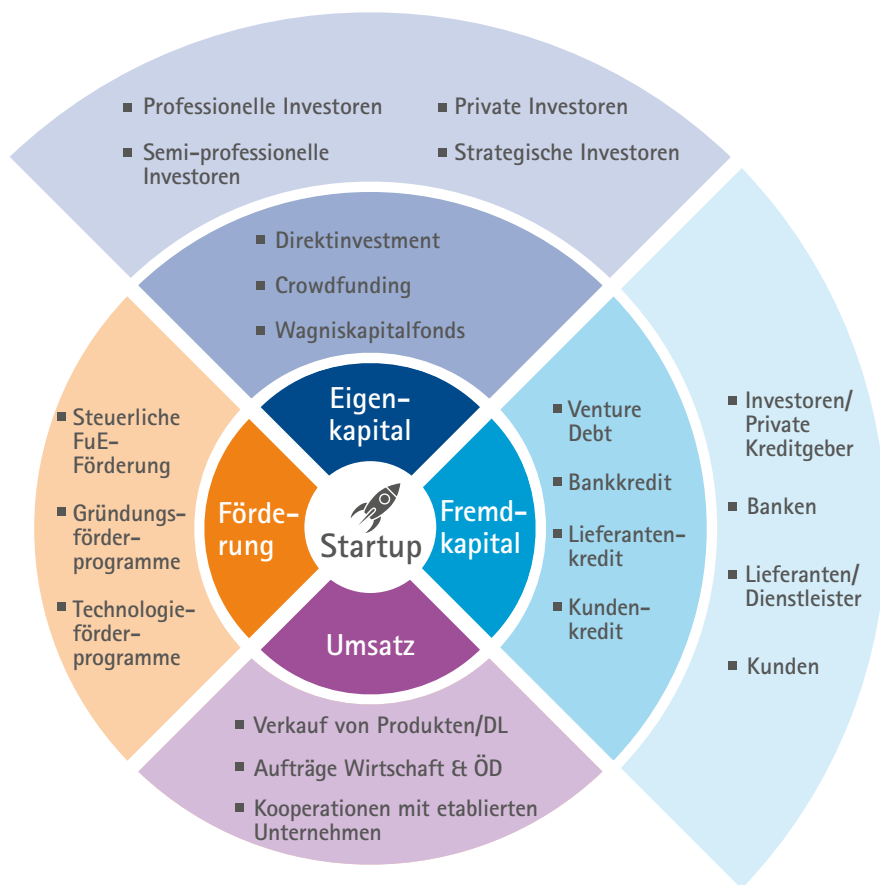 Professionelle Investoren
Semi-professionelle
Investoren
Private Investoren
Strategische Investoren
Direktinvestment
Crowdfunding
Wagniskapitalfonds
Eigen-
kapital
Steuerliche
FuE-
Förderung
Gründungs-
förder-
programme
Technologie-
förder-
programme
Förde-
rung
Startup
Fremd-
kapital
Venture
Debt
Bankkredit
Lieferanten-
kredit
Kunden-
kredit
Investoren/
Private
Kreditgeber
Banken
Lieferanten/
Dienstleister
Kunden
Umsatz
Verkauf von Produkten/DL
Aufträge Wirtschaft & ÖD
Kooperationen mit etablierten
Unternehmen